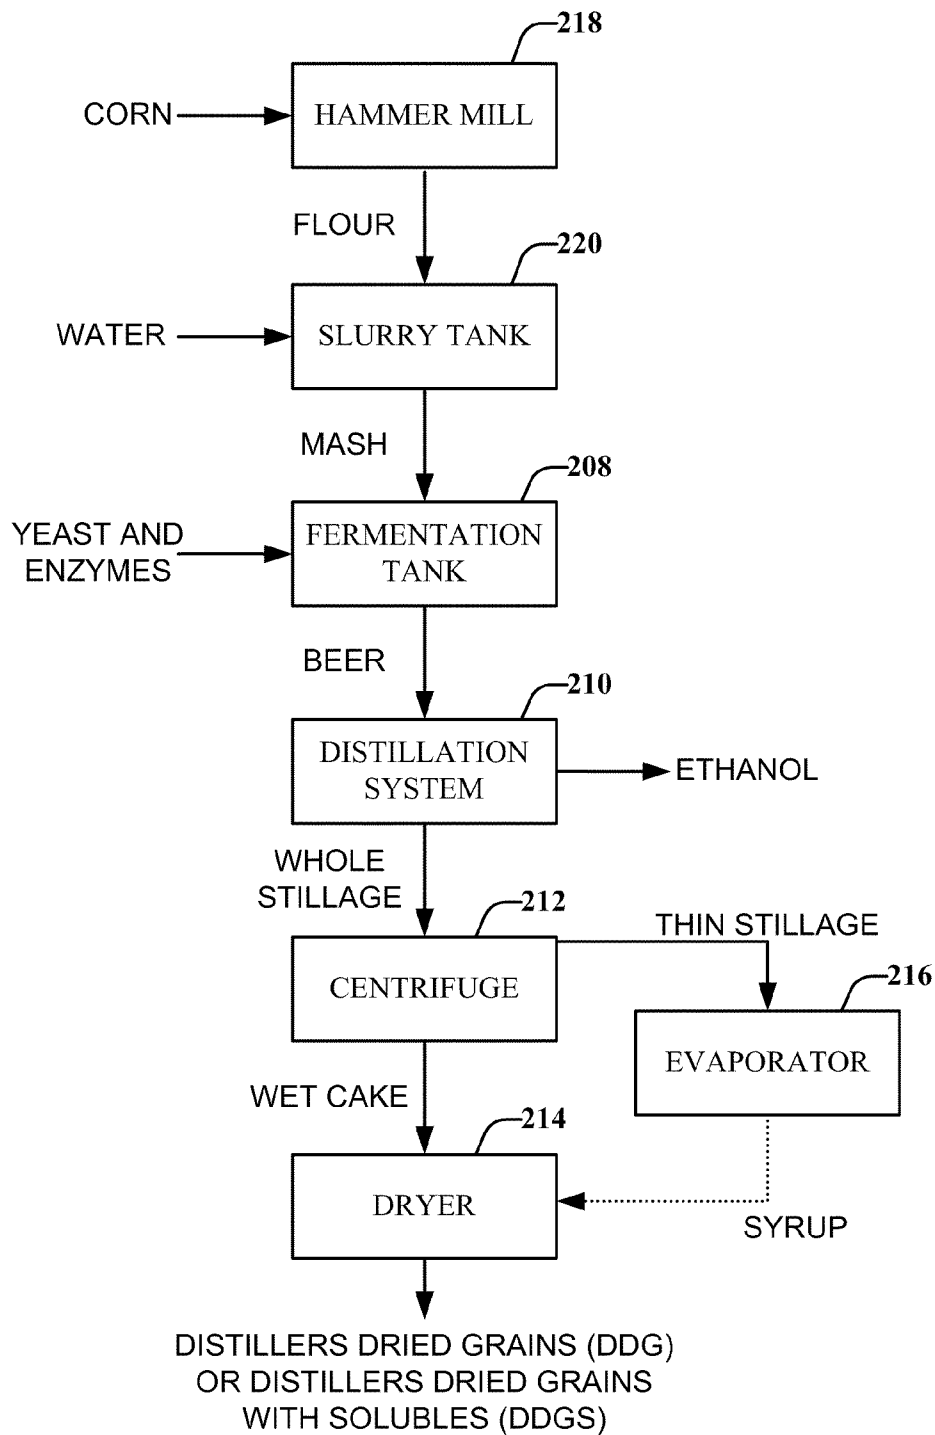 218
CORN
HAMMER MILL
FLOUR
220
WATER
SLURRY TANK
MASH
208
YEAST AND
ENZYMES
FERMENTATION
TANK
BEER
210
DISTILLATION
SYSTEM
ETHANOL
WHOLE
STILLAGE
212
THIN STILLAGE
CENTRIFUGE
216
EVAPORATOR
WET CAKE
214
DRYER
SYRUP
DISTILLERS DRIED GRAINS (DDG)
OR DISTILLERS DRIED GRAINS
WITH SOLUBLES (DDGS)